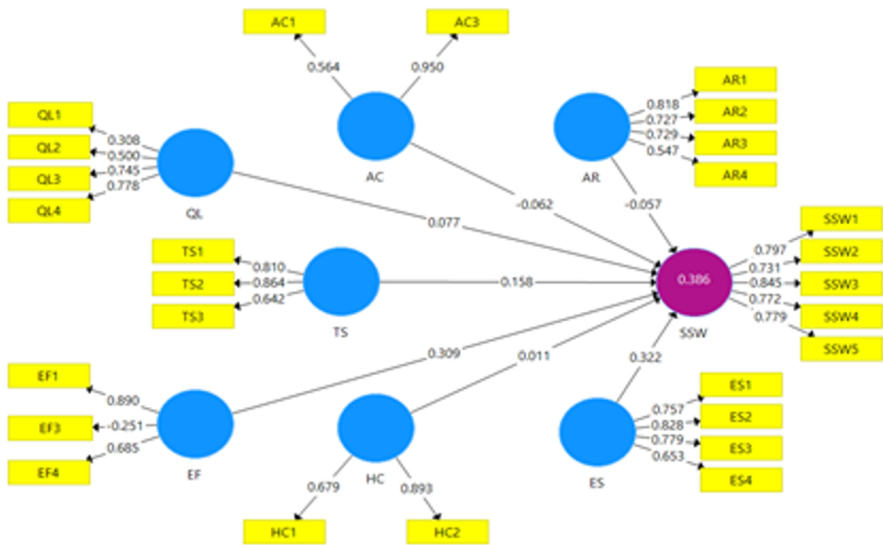 AC1
AC3
0.564
0.950
AC
AR1
AR2
AR3
AR4
0.818
0.727
0.729
0.547
AR
QL1
QL2
QL3
QL4
0.308
0.500
0.745
0.778
QL
-0.062
-0.057
0.077
TS1
TS2
TS3
0.810
0.864
0.642
TS
0.158
0.386
SSW
SSW1
SSW2
SSW3
SSW4
SSW5
0.797
0.731
0.845
0.772
0.779
0.309
0.011
0.322
EF1
EF3
EF4
0.890
-0.251
0.685
EF
HC
0.679
0.893
HC1
HC2
ES1
ES2
ES3
ES4
0.757
0.828
0.779
0.653
ES